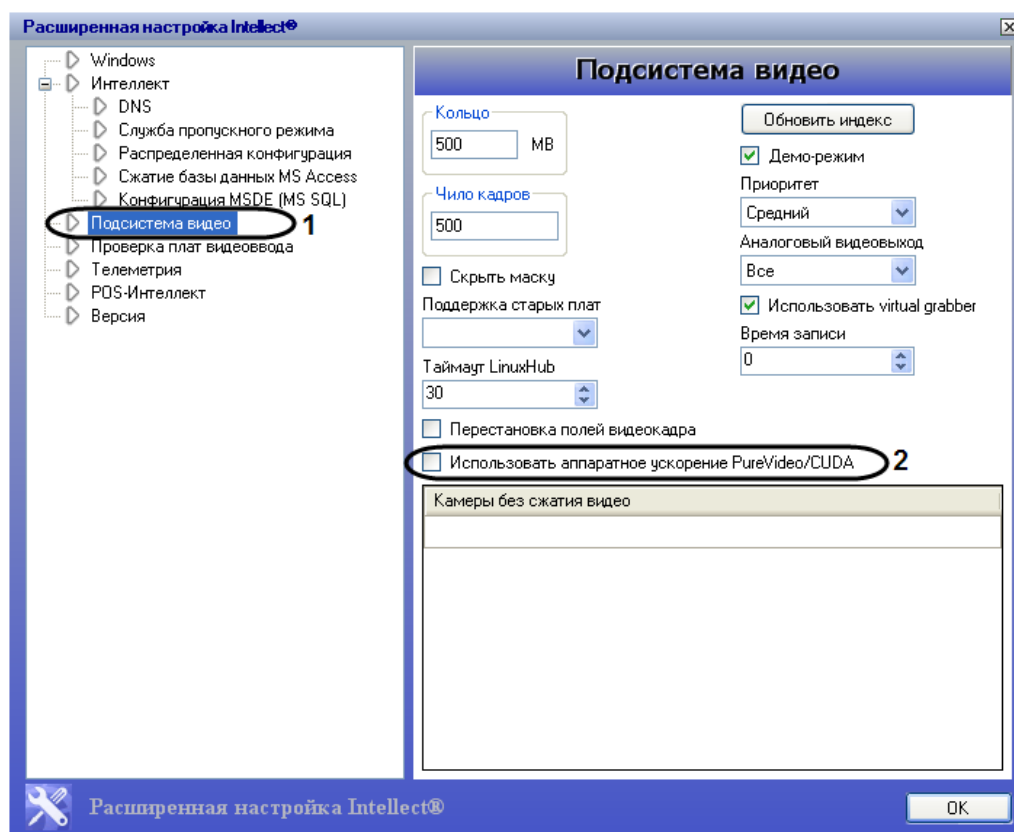 Расширенная настройка Intellect®
Windows
Интеллект
DNS
Служба пропускного режима
Распределенная конфигурация
Сжатие базы данных MS Access
Конфигурация MSDE (MS SQL)
Подсистема видео
1
Проверка плат видеоввода
Телеметрия
POS-Интеллект
Версия
Подсистема видео
Кольцо
500 MB
Чило кадров
500
Скрыть маску
Поддержка старых плат
Таймаут LinuxHub
30
Обновить индекс
Демо-режим
Приоритет
Средний
Аналоговый видеовыход
Все
Использовать virtual grabber
Время записи
0
Перестановка полей видеокадра
Использовать аппаратное ускорение PureVideo/CUDA
2
Камеры без сжатия видео
Расширенная настройка Intellect®
OK